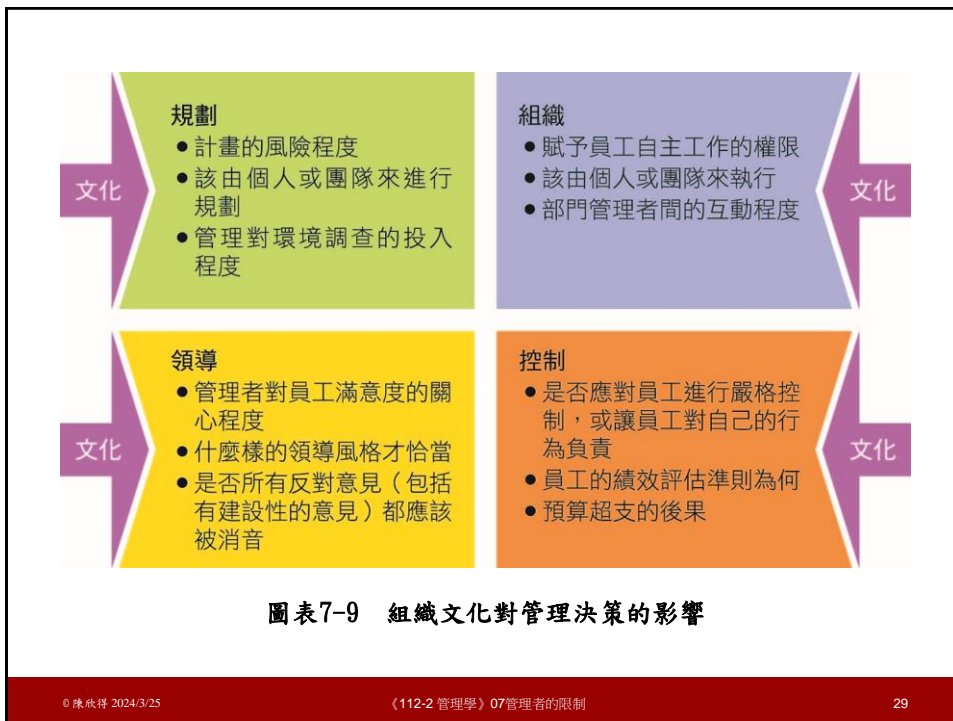 文化
規劃
●計畫的風險程度
●該由個人或團隊來進行
規劃
●管理對環境調查的投入
程度
組織
●賦予員工自主工作的權限
●該由個人或團隊來執行
●部門管理者間的互動程度
文化
文化
領導
●管理者對員工滿意度的關
心程度
●什麼樣的領導風格才恰當
●是否所有反對意見（包括
有建設性的意見）都應該
被消音
控制
●是否應對員工進行嚴格控
制，或讓員工對自己的行
為負責
●員工的績效評估準則為何
●預算超支的後果
文化
圖表7-9 組織文化對管理決策的影響
© 陳欣得 2024/3/25
《112-2 管理學》07管理者的限制
29